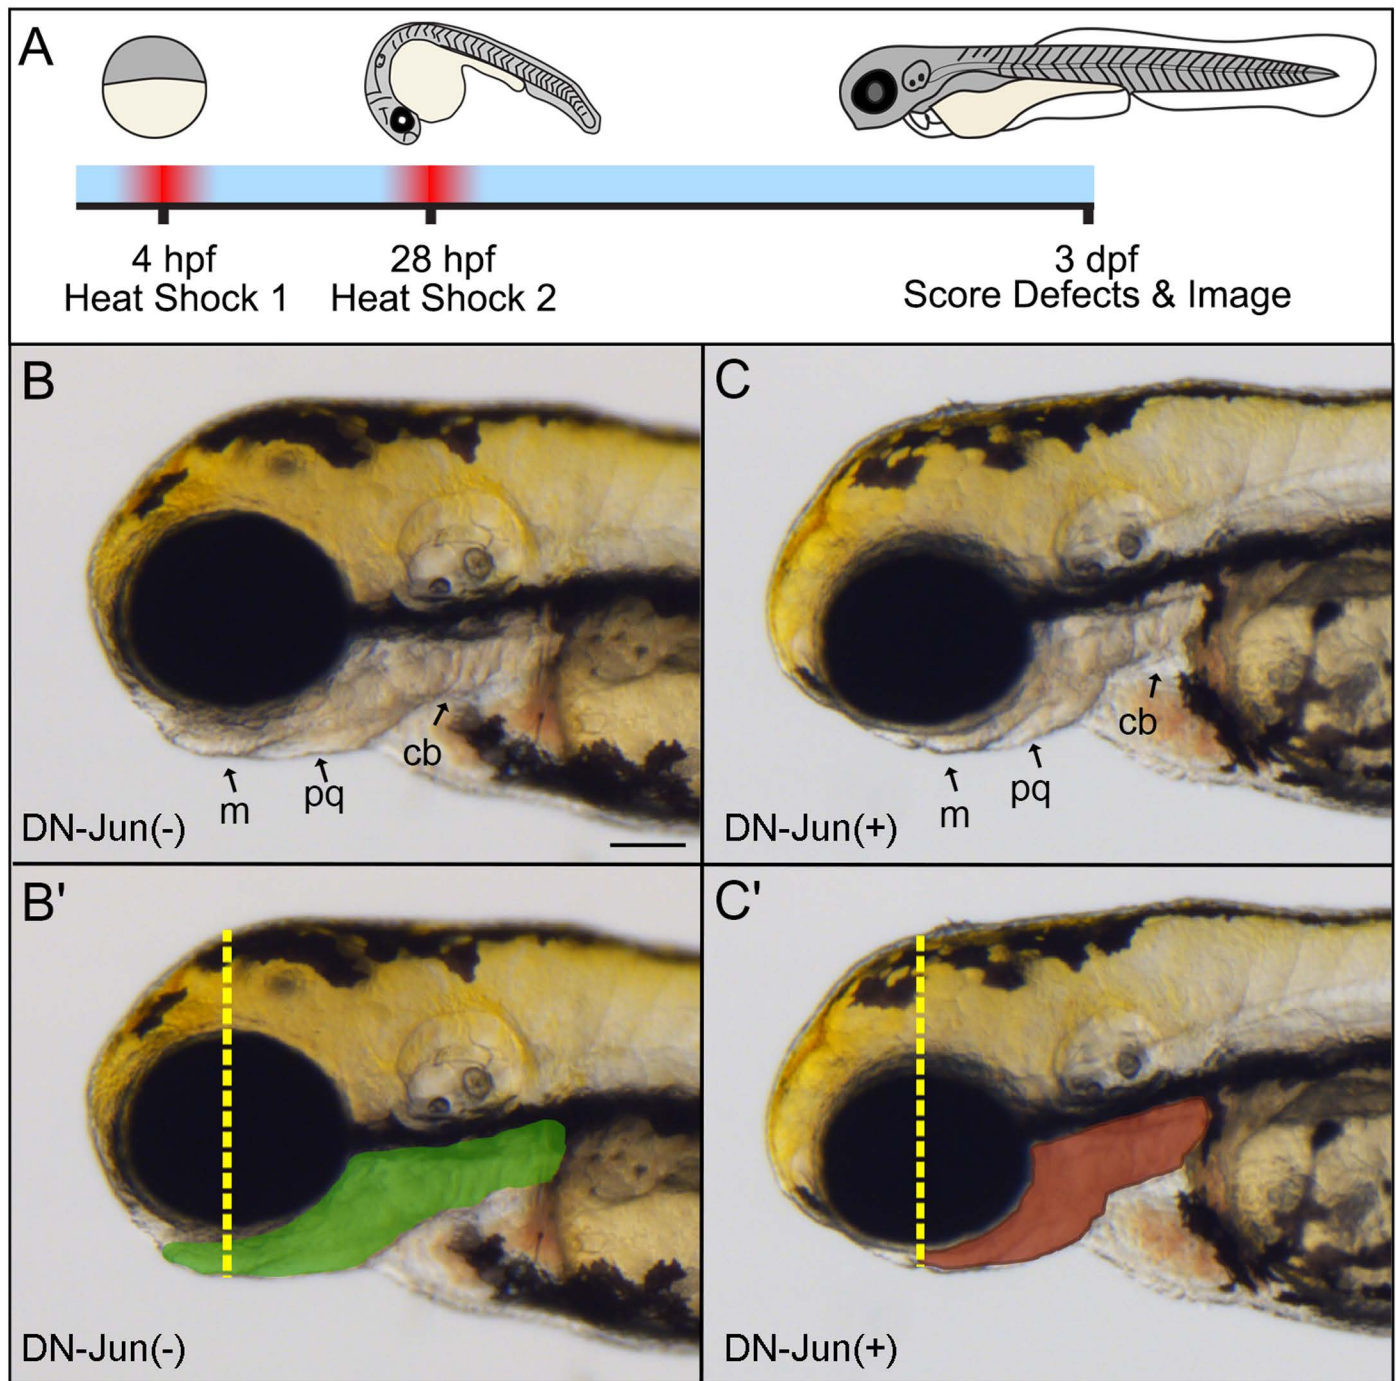 A
4 hpf
Heat Shock 1
28 hpf
Heat Shock 2
3 dpf
Score Defects & Image
B
cb
pq
m
DN-Jun(-)
C
cb
pq
m
DN-Jun(+)
B'
DN-Jun(-)
C'
DN-Jun(+)